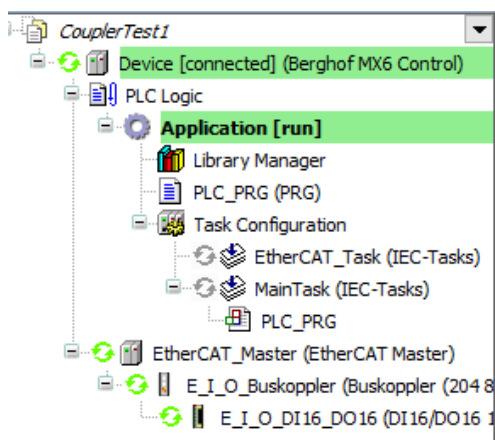 CouplerTest1
Device [connected] (Berghof MX6 Control)
PLC Logic
Application [run]
Library Manager
PLC_PRG (PRG)
Task Configuration
EtherCAT_Task (IEC-Tasks)
MainTask (IEC-Tasks)
PLC_PRG
EtherCAT_Master (EtherCAT Master)
E_I_O_Buskoppler (Buskoppler (204 8
E_I_O_DI16_DO16 (DI16/DO16 1